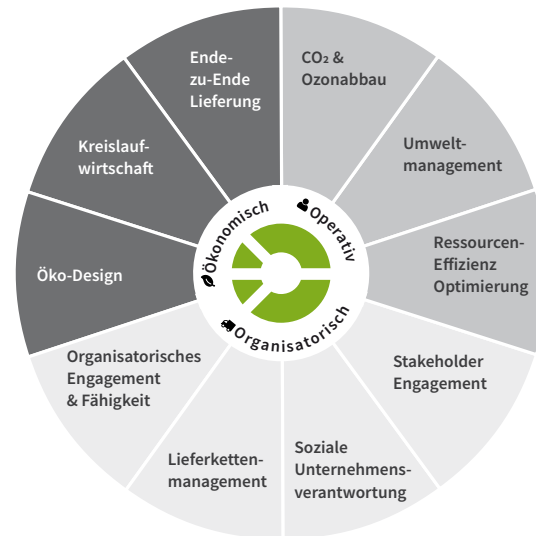 Ende-
zu-Ende
Lieferung
CO₂ &
Ozonabbau
Kreislauf-
wirtschaft
Umwelt-
management
Öko-Design
Ressourcen-
Effizienz
Optimierung
Ökonomisch
Operativ
Organisatorisch
Organisatorisches
Engagement
& Fähigkeit
Stakeholder
Engagement
Lieferketten-
management
Soziale
Unternehmens-
verantwortung